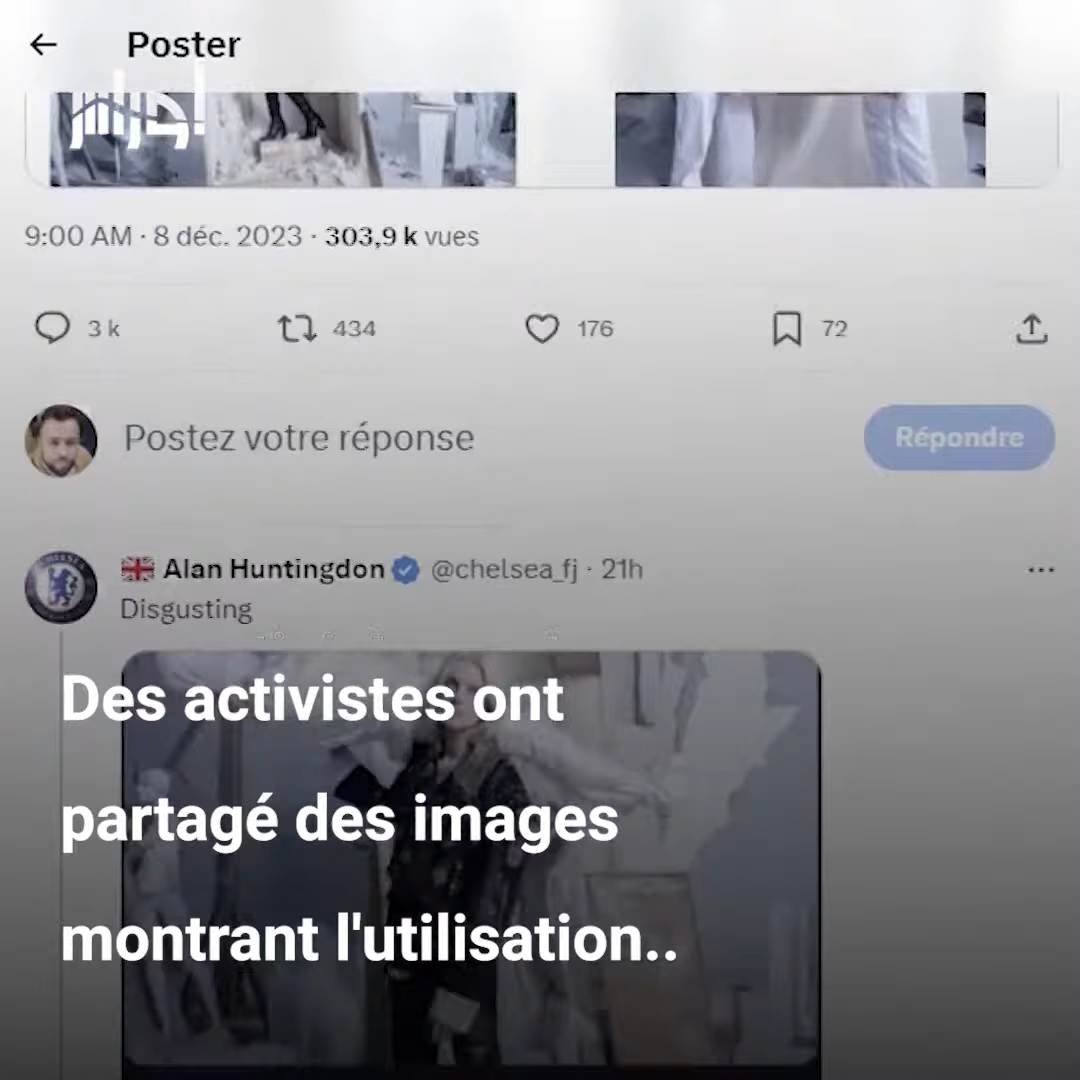 Poster
9:00 AM · 8 déc. 2023 · 303,9 k vues
3 k 434 176 72
Postez votre réponse
Répondre
🇬🇧 Alan Huntingdon @chelsea_fj · 21h
Disgusting
Des activistes ont
partagé des images
montrant l'utilisation..